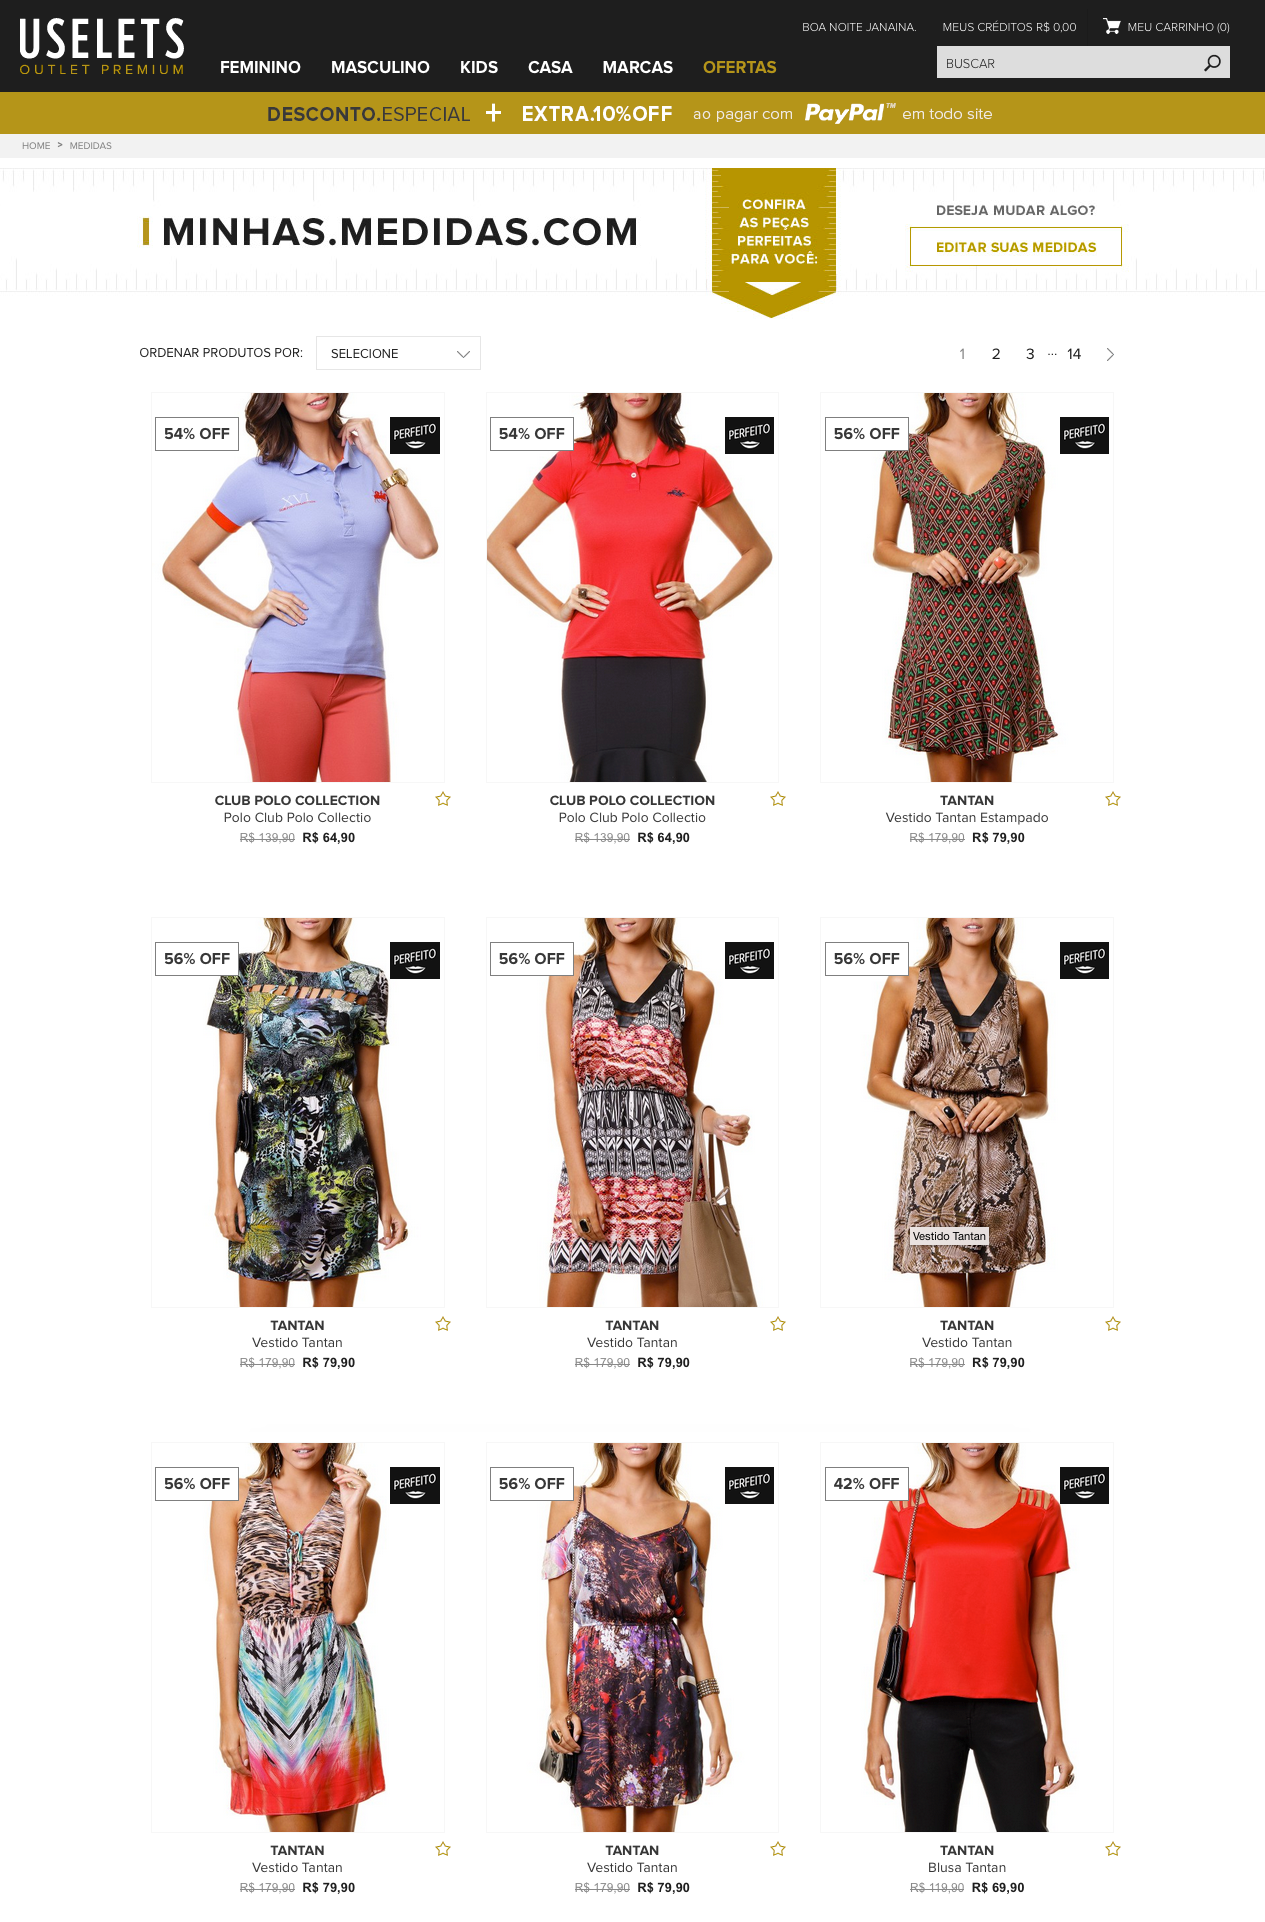 USELETS
OUTLET PREMIUM
BOA NOITE JANAINA.
MEUS CRÉDITOS R$ 0,00
MEU CARRINHO (0)
FEMININO
MASCULINO
KIDS
CASA
MARCAS
OFERTAS
BUSCAR
DESCONTO.ESPECIAL + EXTRA.10%OFF ao pagar com PayPal™ em todo site
HOME > MEDIDAS
MINHAS.MEDIDAS.COM
CONFIRA
AS PEÇAS
PERFEITAS
PARA VOCÊ:
DESEJA MUDAR ALGO?
EDITAR SUAS MEDIDAS
ORDENAR PRODUTOS POR:
SELECIONE
1 2 3 ... 14
54% OFF
PERFEITO
XVI
CLUB POLO COLLECTION
Polo Club Polo Collectio
R$ 139,90 R$ 64,90
54% OFF
PERFEITO
CLUB POLO COLLECTION
Polo Club Polo Collectio
R$ 139,90 R$ 64,90
56% OFF
PERFEITO
TANTAN
Vestido Tantan Estampado
R$ 179,90 R$ 79,90
56% OFF
PERFEITO
TANTAN
Vestido Tantan
R$ 179,90 R$ 79,90
56% OFF
PERFEITO
TANTAN
Vestido Tantan
R$ 179,90 R$ 79,90
56% OFF
PERFEITO
Vestido Tantan
TANTAN
Vestido Tantan
R$ 179,90 R$ 79,90
56% OFF
PERFEITO
TANTAN
Vestido Tantan
R$ 179,90 R$ 79,90
56% OFF
PERFEITO
TANTAN
Vestido Tantan
R$ 179,90 R$ 79,90
42% OFF
PERFEITO
TANTAN
Blusa Tantan
R$ 119,90 R$ 69,90